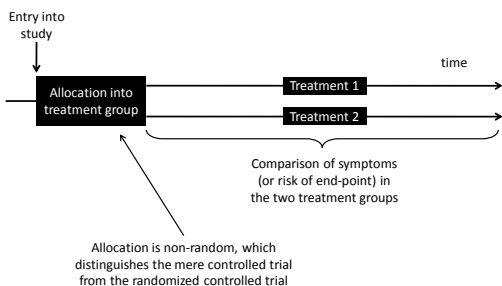 Entry into
study
time
Allocation into
treatment group
Treatment 1
Treatment 2
Comparison of symptoms
(or risk of end-point) in
the two treatment groups
Allocation is non-random, which
distinguishes the mere controlled trial
from the randomized controlled trial